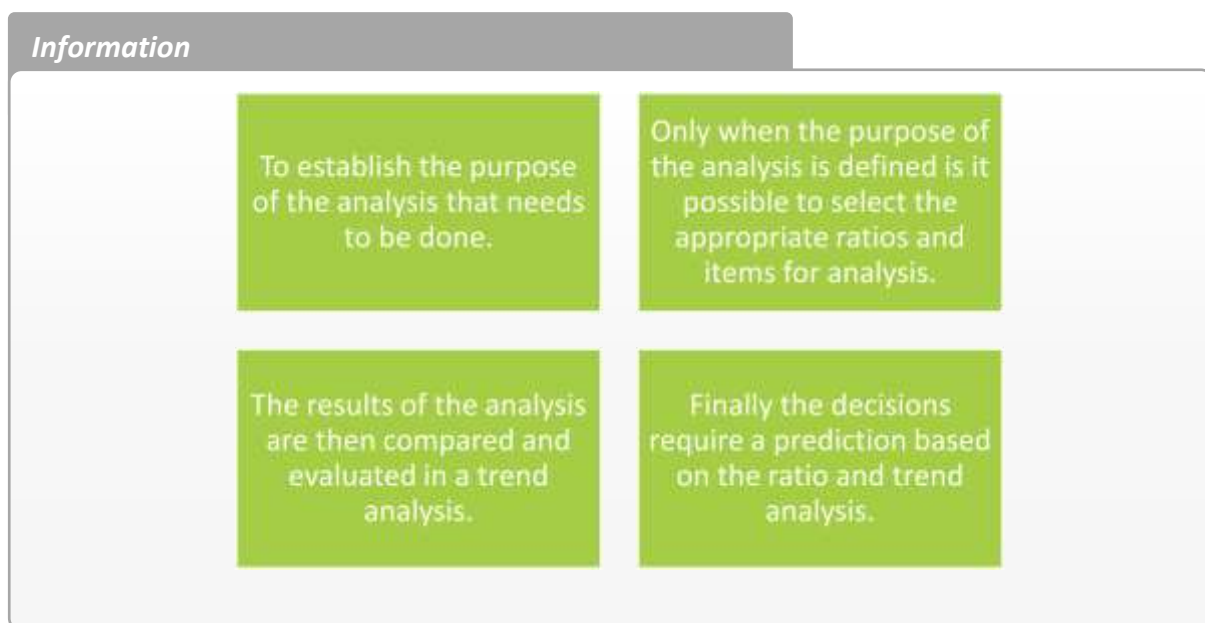 Information
To establish the purpose
of the analysis that needs
to be done.
Only when the purpose of
the analysis is defined is it
possible to select the
appropriate ratios and
items for analysis.
The results of the analysis
are then compared and
evaluated in a trend
analysis.
Finally the decisions
require a prediction based
on the ratio and trend
analysis.